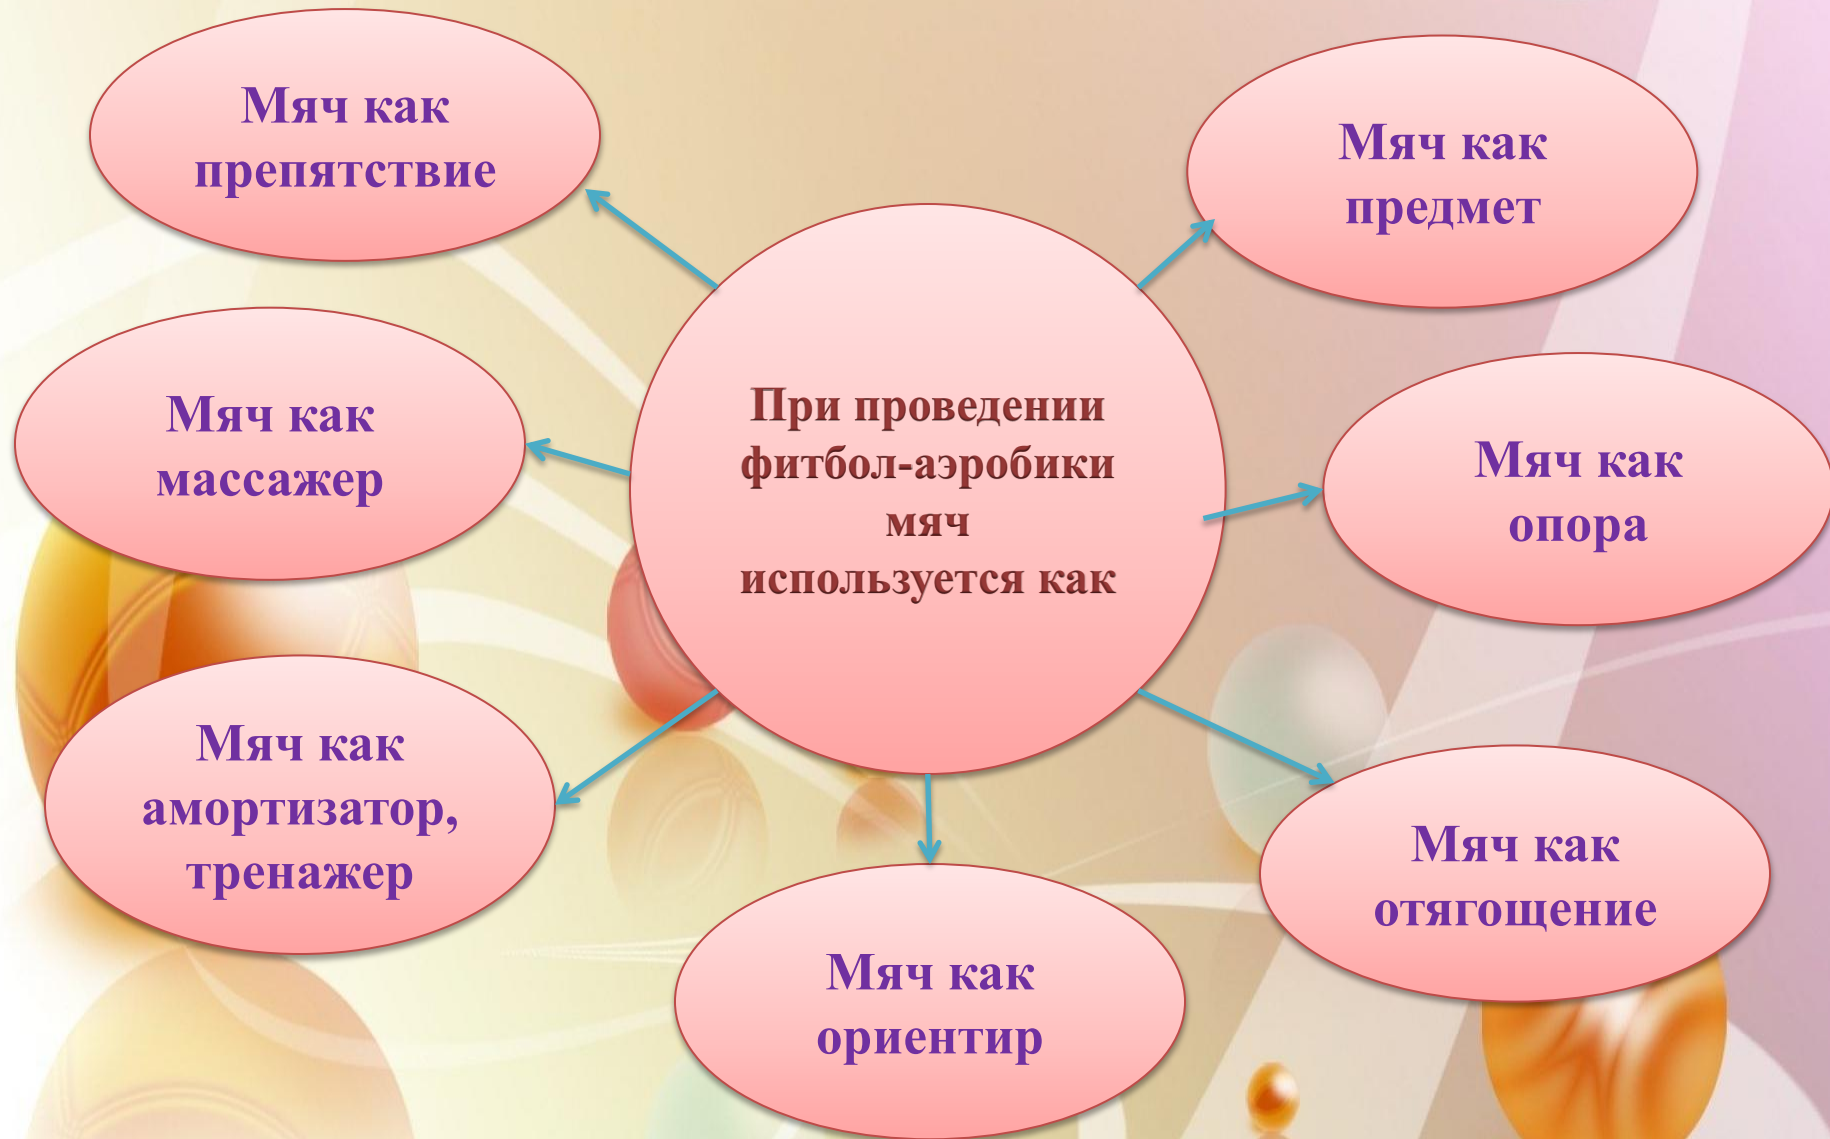 Мяч как
препятствие
Мяч как
предмет
При проведении
фитбол-аэробики
мяч
используется как
Мяч как
массажер
Мяч как
опора
Мяч как
амортизатор,
тренажер
Мяч как
отягощение
Мяч как
ориентир